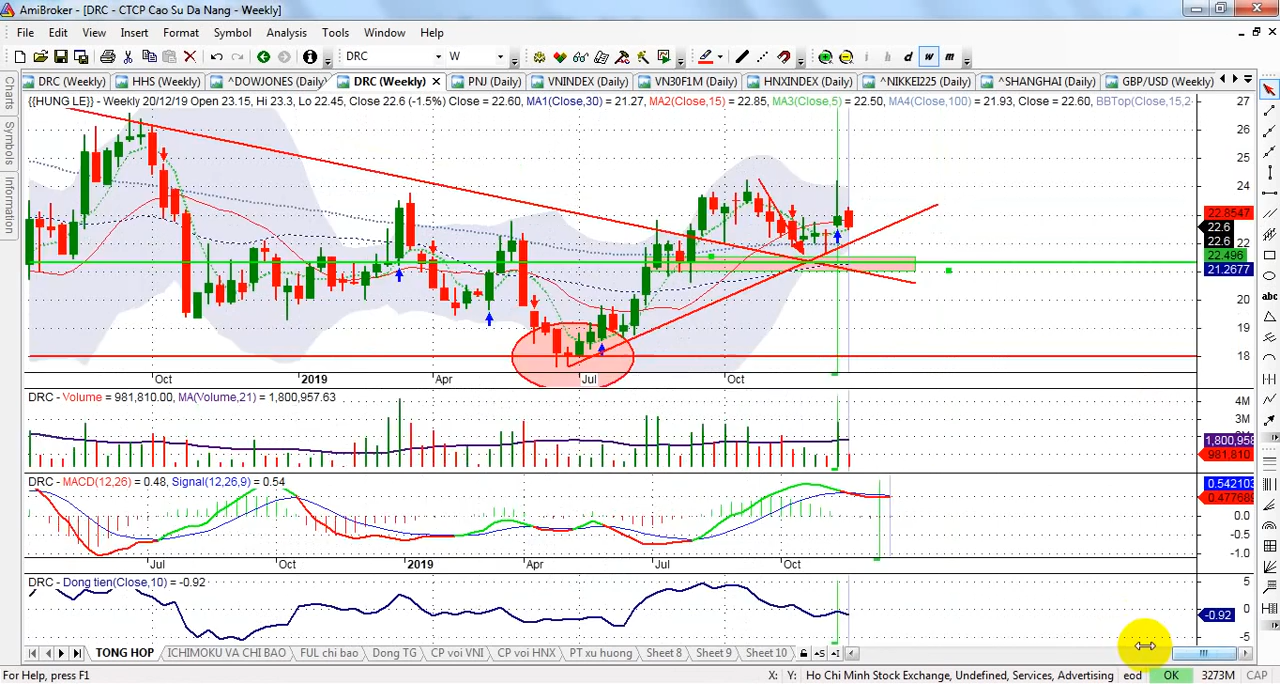 AmiBroker - [DRC - CTCP Cao Su Da Nang - Weekly]
File Edit View Insert Format Symbol Analysis Tools Window Help
DRC W i h d w m
DRC (Weekly) HHS (Weekly) ^DOWJONES (Daily) DRC (Weekly) PNJ (Daily) VNINDEX (Daily) VN30F1M (Daily) HNXINDEX (Daily) ^NIKKEI225 (Daily) ^SHANGHAI (Daily) GBP/USD (Weekly)
Charts
Symbols
Information
{{HUNG LE}} - Weekly 20/12/19 Open 23.15, Hi 23.3, Lo 22.45, Close 22.6 (-1.5%) Close = 22.60, MA1(Close,30) = 21.27, MA2(Close,15) = 22.85, MA3(Close,5) = 22.50, MA4(Close,100) = 21.93, Close = 22.60, BBTop(Close,15,2
27
26
25
24
22.8547
22.6
22.6
22
22.496
21.2677
20
19
18
Oct 2019 Apr Jul Oct
DRC - Volume = 981,810.00, MA(Volume,21) = 1,800,957.63
4M
3M
1,800,958
981,810
DRC - MACD(12,26) = 0.48, Signal(12,26,9) = 0.54
0.542103
0.477689
0.0
-0.5
-1.0
Jul Oct 2019 Apr Jul Oct
DRC - Dong tien(Close,10) = -0.92
5
0
-0.92
-5
TONG HOP ICHIMOKU VA CHI BAO FUL chi bao Dong TG CP vs VNI CP voi HNX PT xu huong Sheet 8 Sheet 9 Sheet 10
For Help, press F1 X: Y: Ho Chi Minh Stock Exchange, Undefined, Services, Advertising eod OK 3273M CAP
abc